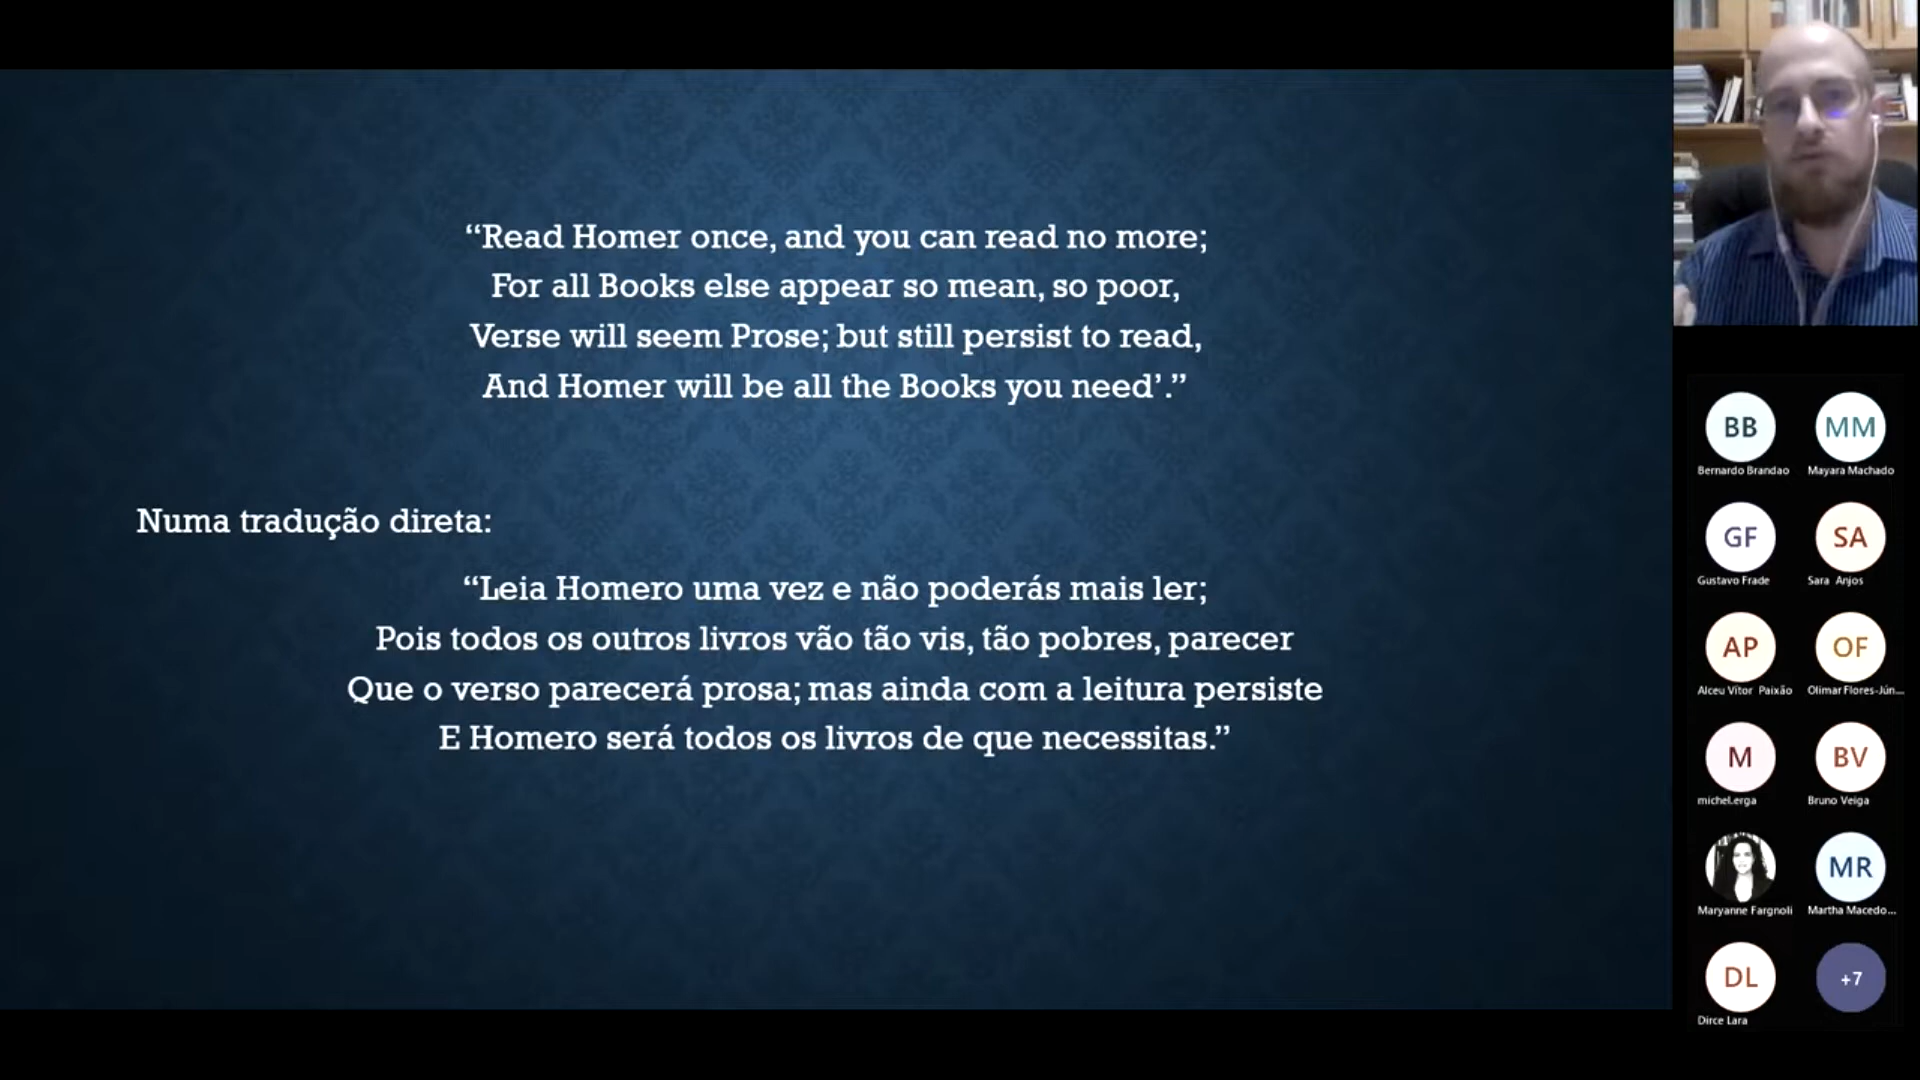 “Read Homer once, and you can read no more;
For all Books else appear so mean, so poor,
Verse will seem Prose; but still persist to read,
And Homer will be all the Books you need’.”
Numa tradução direta:
“Leia Homero uma vez e não poderás mais ler;
Pois todos os outros livros vão tão vis, tão pobres, parecer
Que o verso parecerá prosa; mas ainda com a leitura persiste
E Homero será todos os livros de que necessitas.”
BB
MM
Bernardo Brandao
Mayara Machado
GF
SA
Gustavo Frade
Sara Anjos
AP
OF
Alceu Vitor Paixão
Olimar Flores-Jún...
M
BV
michel.erga
Bruno Veiga
MR
Maryanne Fargnoli
Martha Macedo...
DL
+7
Dirce Lara